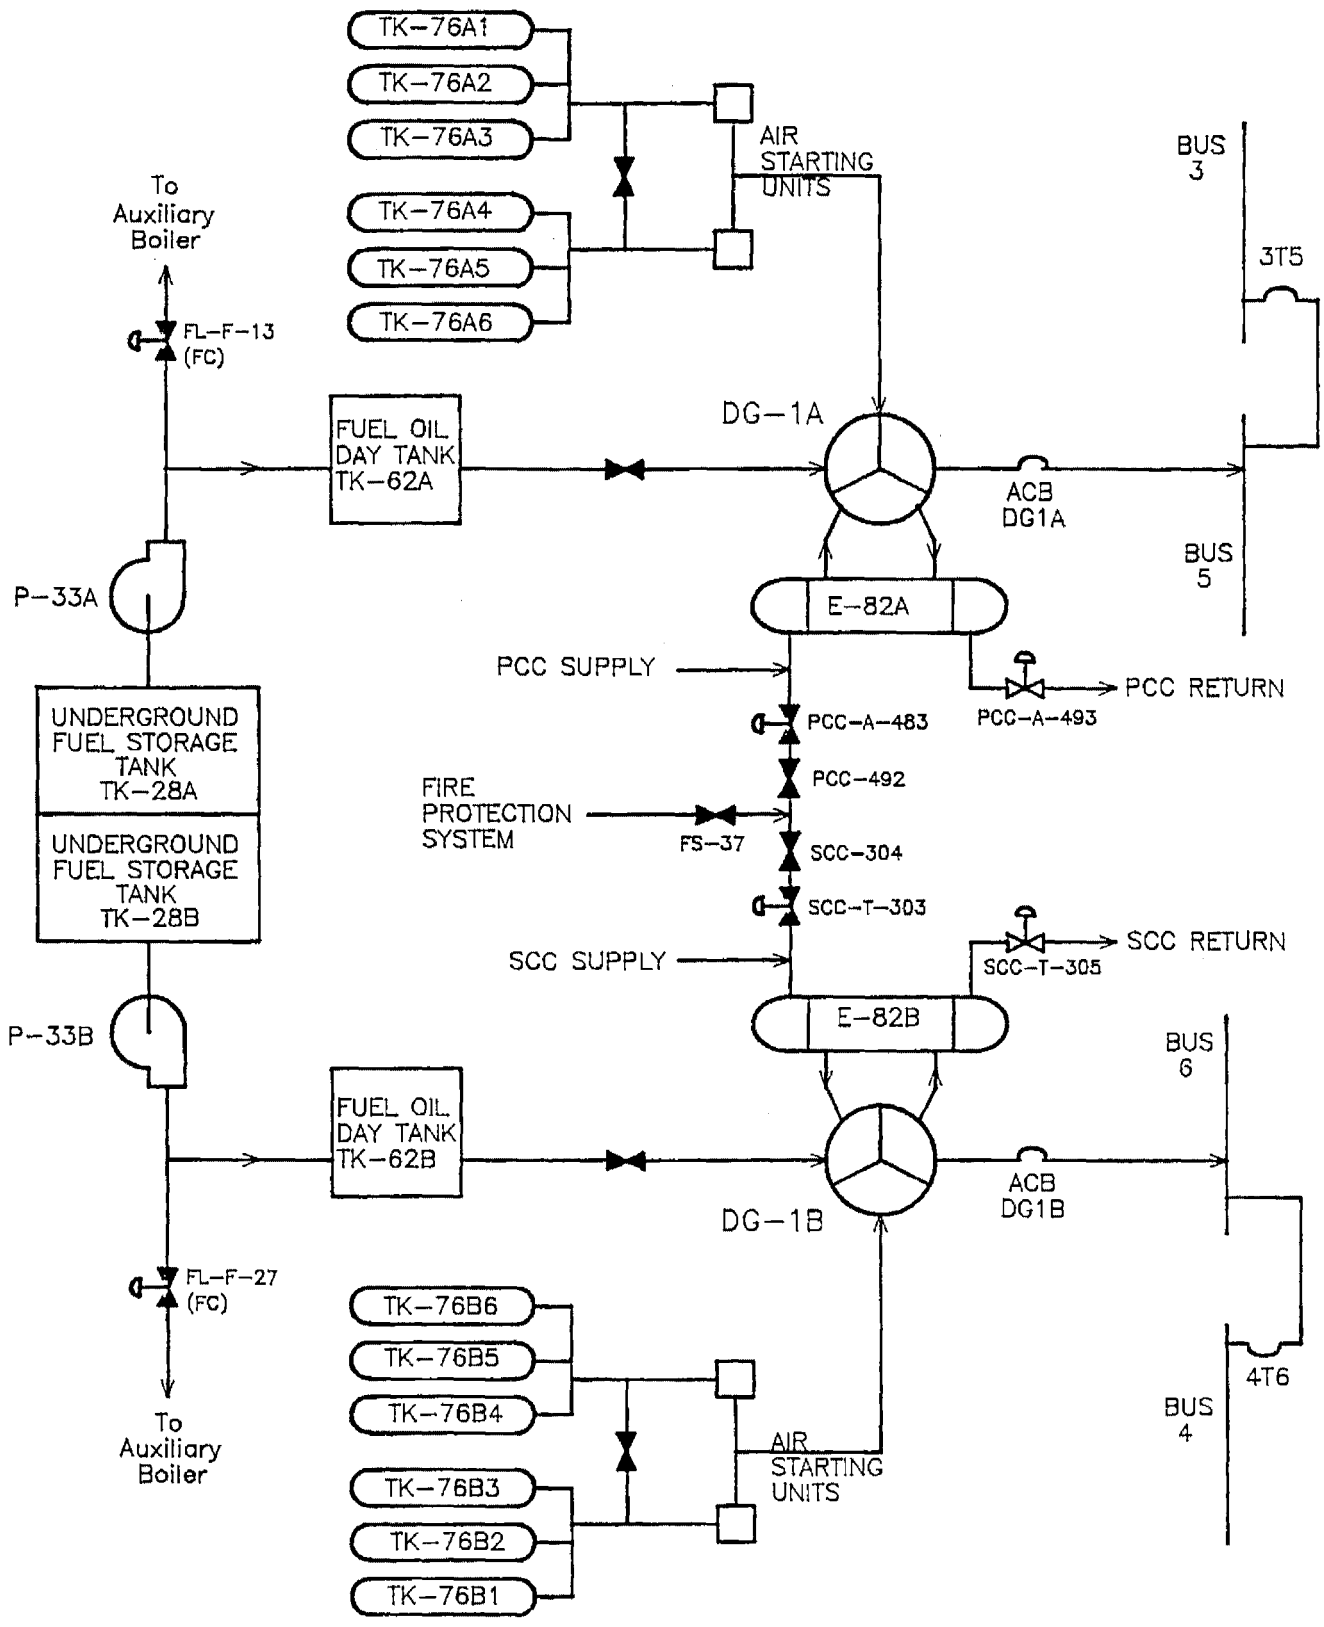 TK-76A1
TK-76A2
TK-76A3
TK-76A4
TK-76A5
TK-76A6
AIR
STARTING
UNITS
BUS
3
3T5
To
Auxiliary
Boiler
FL-F-13
(FC)
FUEL OIL
DAY TANK
TK-62A
DG-1A
ACB
DG1A
BUS
5
P-33A
E-82A
PCC SUPPLY
PCC RETURN
PCC-A-493
PCC-A-483
PCC-492
UNDERGROUND
FUEL STORAGE
TANK
TK-28A
UNDERGROUND
FUEL STORAGE
TANK
TK-28B
FIRE
PROTECTION
SYSTEM
FS-37
SCC-304
SCC-T-303
SCC SUPPLY
SCC RETURN
SCC-T-305
E-82B
P-33B
BUS
6
FUEL OIL
DAY TANK
TK-62B
DG-1B
ACB
DG1B
FL-F-27
(FC)
To
Auxiliary
Boiler
TK-76B6
TK-76B5
TK-76B4
TK-76B3
TK-76B2
TK-76B1
AIR
STARTING
UNITS
4T6
BUS
4